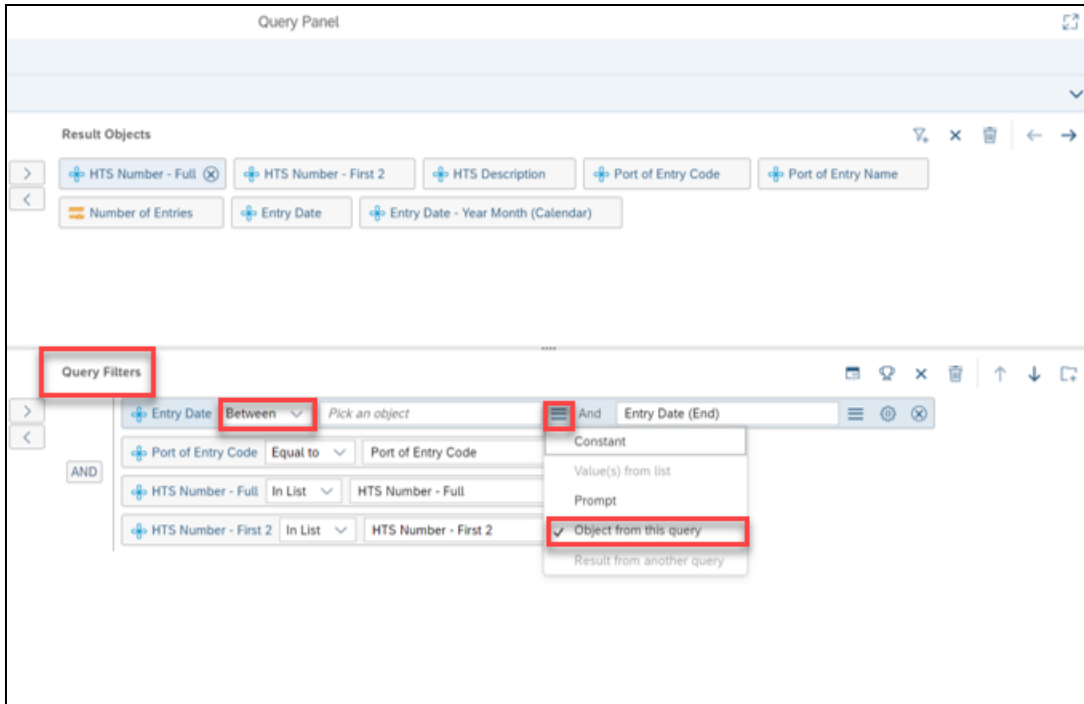 Query Panel
Result Objects
HTS Number - Full HTS Number - First 2 HTS Description Port of Entry Code Port of Entry Name
Number of Entries Entry Date Entry Date - Year Month (Calendar)
Query Filters
Entry Date Between Pick an object And Entry Date (End)
Constant
Port of Entry Code Equal to Port of Entry Code
AND
Value(s) from list
HTS Number - Full In List HTS Number - Full
Prompt
HTS Number - First 2 In List HTS Number - First 2
Object from this query
Result from another query